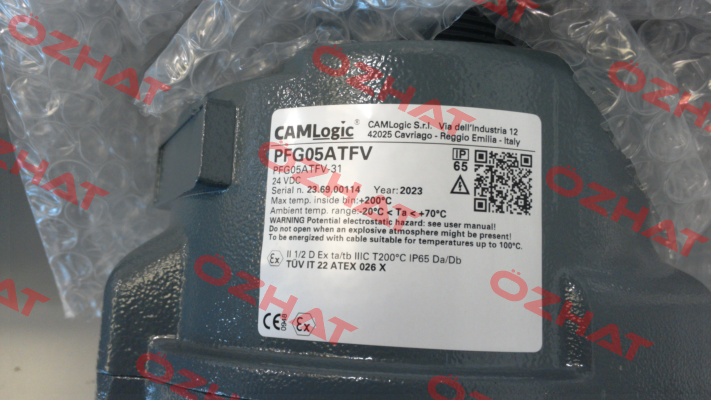 CAMLogic®
CAMLogic S.r.l. Via dell'Industria 12
42025 Cavriago - Reggio Emilia - Italy
PFG05ATFV
PFG05ATFV-31
24 VDC
Serial n. 23.69.00114 Year: 2023
Max temp. inside bin: +200°C
Ambient temp. range: -20°C < Ta < +70°C
IP
65
WARNING Potential electrostatic hazard: see user manual!
Do not open when an explosive atmosphere might be present!
To be energized with cable suitable for temperatures up to 100°C.
Ex II 1/2 D Ex ta/tb IIIC T200°C IP65 Da/Db
TÜV IT 22 ATEX 026 X
CE 0948 Ex
OZHAT
OZHAT
OZHAT
OZHAT
OZHAT
OZHAT
OZHAT
OZHAT
OZHAT